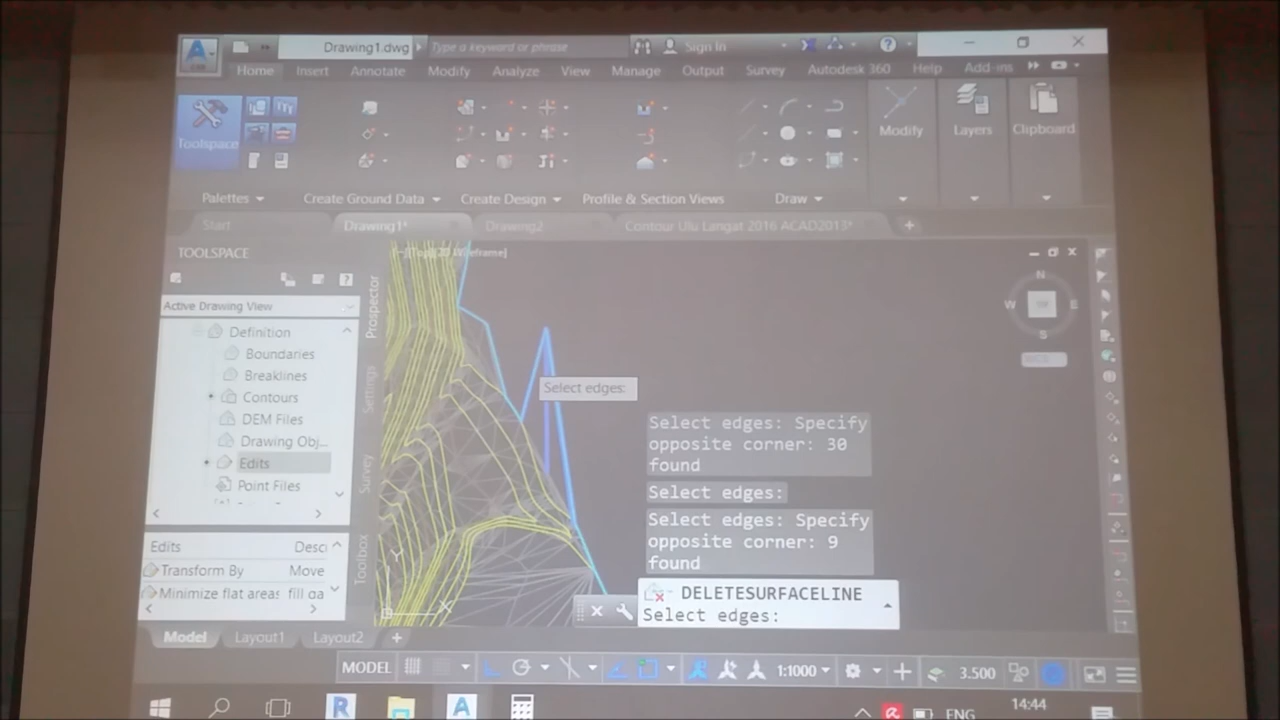 Drawing1.dwg
Type a keyword or phrase
Sign In
Home
Insert
Annotate
Modify
Analyze
View
Manage
Output
Survey
Autodesk 360
Help
Add-ins
Toolspace
Modify
Layers
Clipboard
Palettes
Create Ground Data
Create Design
Profile & Section Views
Draw
Start
Drawing1*
Drawing2
Contour Ulu Langat 2016 ACAD2013*
TOOLSPACE
Active Drawing View
Definition
Boundaries
Breaklines
Contours
DEM Files
Drawing Obj...
Edits
Point Files
Prospector
Settings
Survey
Toolbox
Edits
Transform By Move
Minimize flat areas
N
W
E
S
Select edges:
Select edges: Specify
opposite corner: 30
found
Select edges:
Select edges: Specify
opposite corner: 9
found
DELETESURFACELINE
Select edges:
Y
X
Model
Layout1
Layout2
MODEL
1:1000
3.500
14:44
ENG